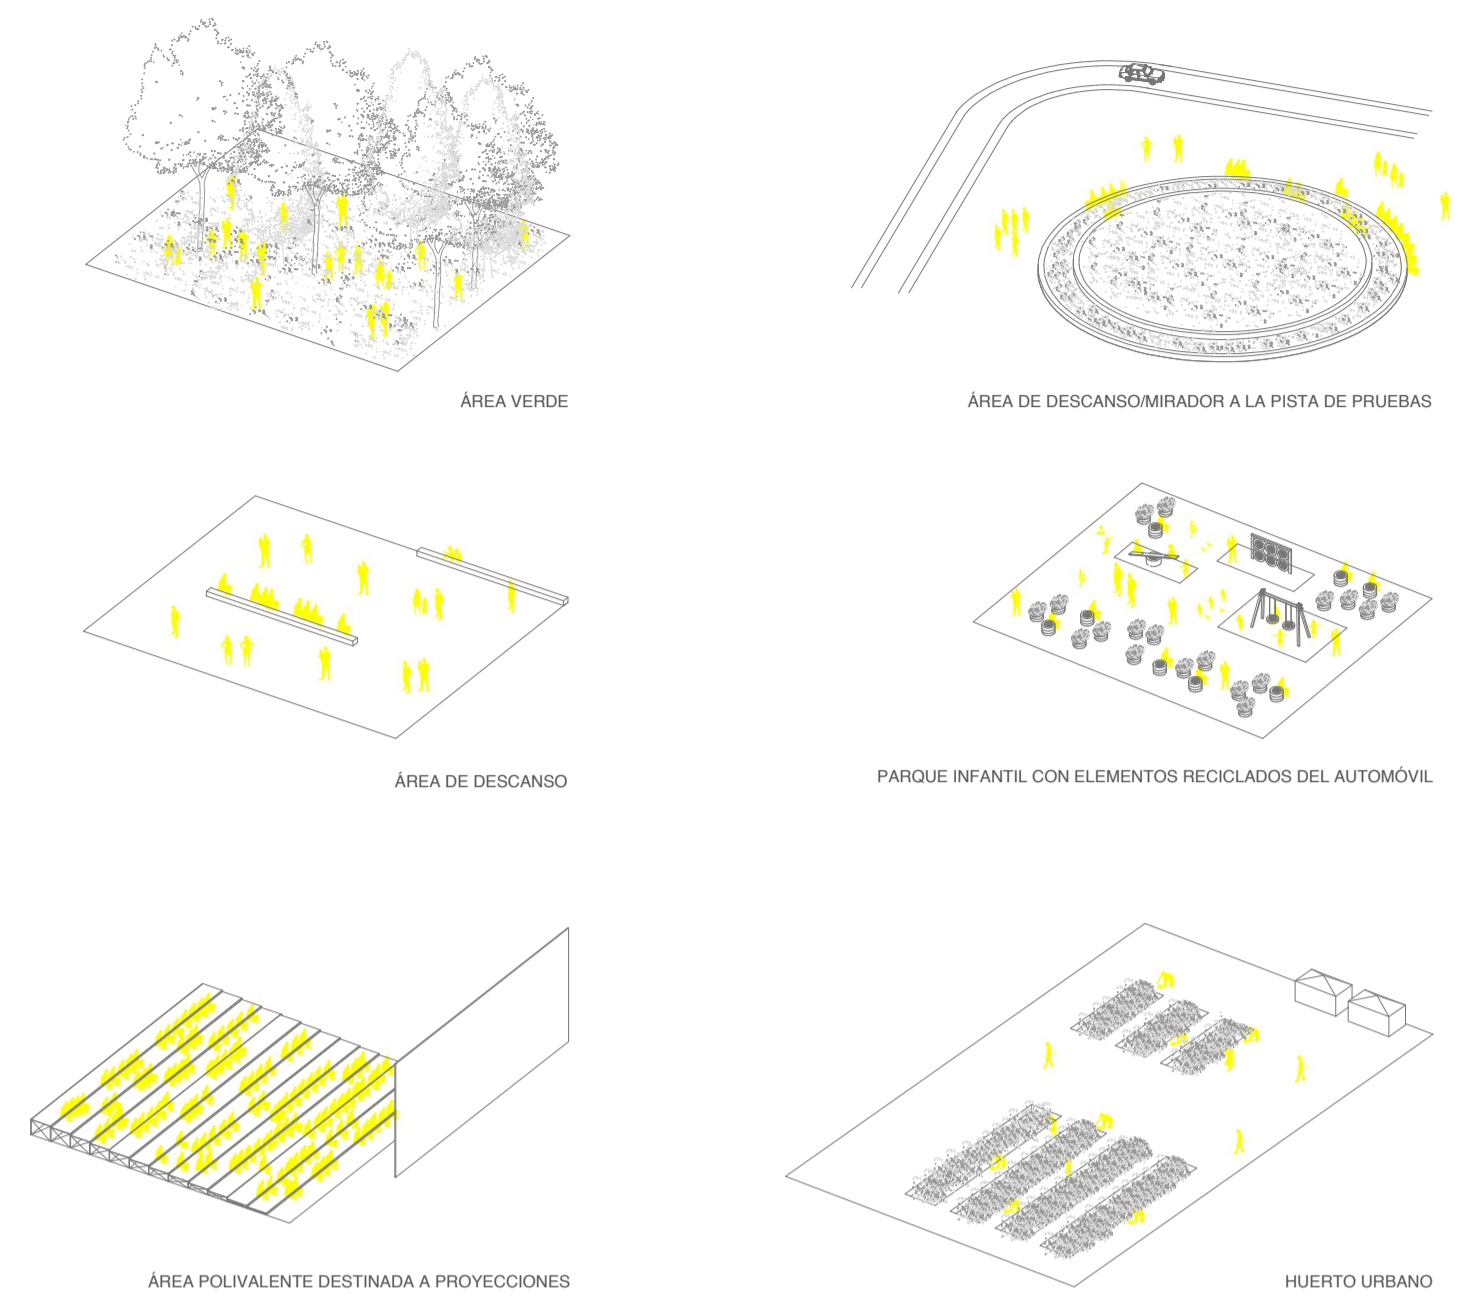 ÁREA VERDE
ÁREA DE DESCANSO/MIRADOR A LA PISTA DE PRUEBAS
ÁREA DE DESCANSO
PARQUE INFANTIL CON ELEMENTOS RECICLADOS DEL AUTOMÓVIL
ÁREA POLIVALENTE DESTINADA A PROYECCIONES
HUERTO URBANO